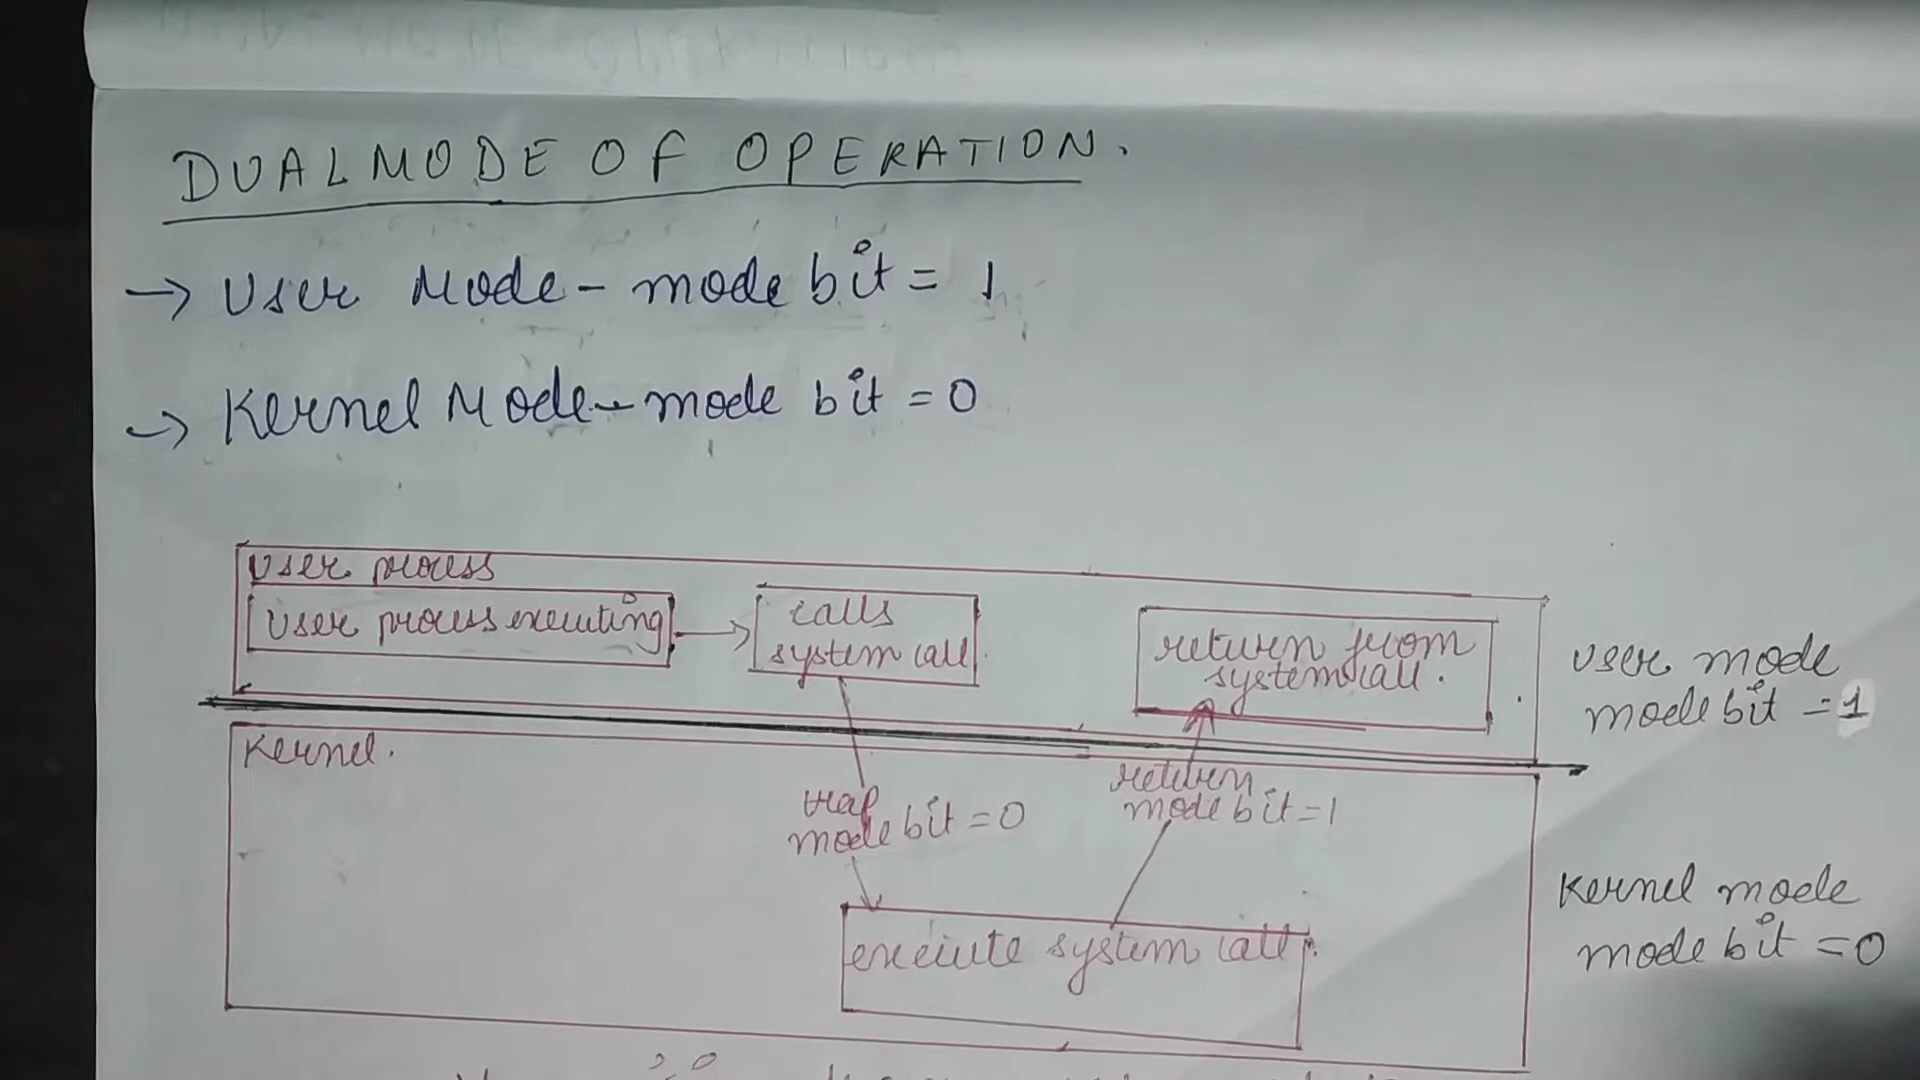 DUAL MODE OF OPERATION.
→ User Mode - mode bit = 1
→ Kernel Mode - mode bit = 0
User process
User process executing
calls
system call
return from
system call.
user mode
mode bit = 1
Kernel.
trap
mode bit = 0
return
mode bit = 1
execute system call.
Kernel mode
mode bit = 0